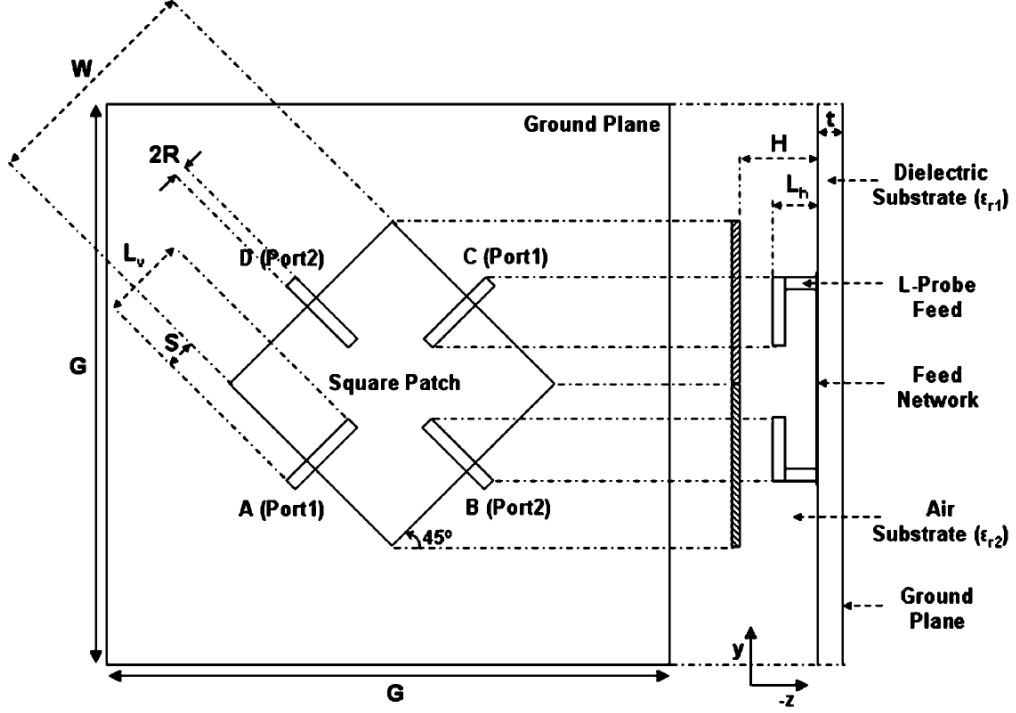 W
Ground Plane
t
H
2R
Dielectric
Substrate (εr1)
Lh
Lv
D (Port2)
C (Port1)
L-Probe
Feed
S
G
Square Patch
Feed
Network
A (Port1)
B (Port2)
Air
Substrate (εr2)
45º
Ground
Plane
y
G
-z